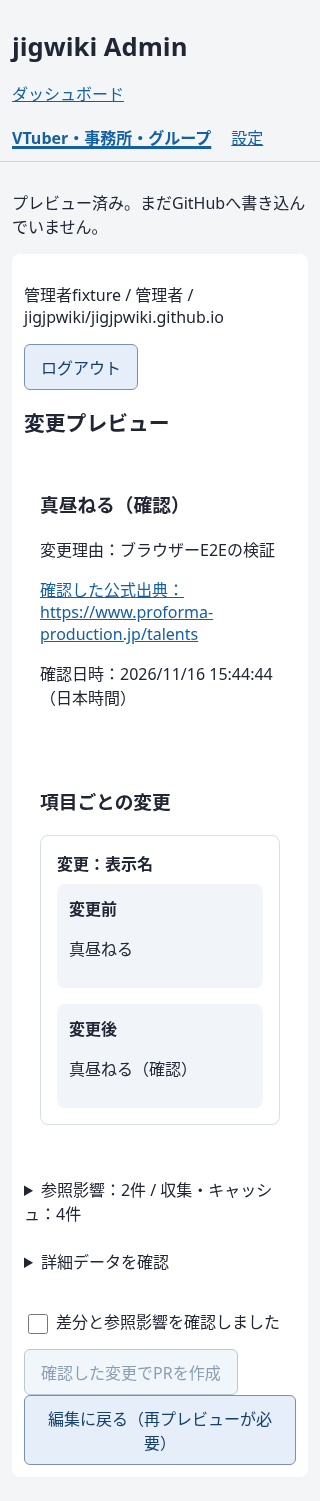 jigwiki Admin
ダッシュボード
VTuber・事務所・グループ 設定
プレビュー済み。まだGitHubへ書き込ん
でいません。
管理者fixture / 管理者 /
jigjpwiki/jigjpwiki.github.io
ログアウト
変更プレビュー
真昼ねる（確認）
変更理由：ブラウザーE2Eの検証
確認した公式出典：
https://www.proforma-
production.jp/talents
確認日時：2026/11/16 15:44:44
（日本時間）
項目ごとの変更
変更：表示名
変更前
真昼ねる
変更後
真昼ねる（確認）
▶ 参照影響：2件 / 収集・キャッシ
ュ：4件
▶ 詳細データを確認
差分と参照影響を確認しました
確認した変更でPRを作成
編集に戻る（再プレビューが必
要）